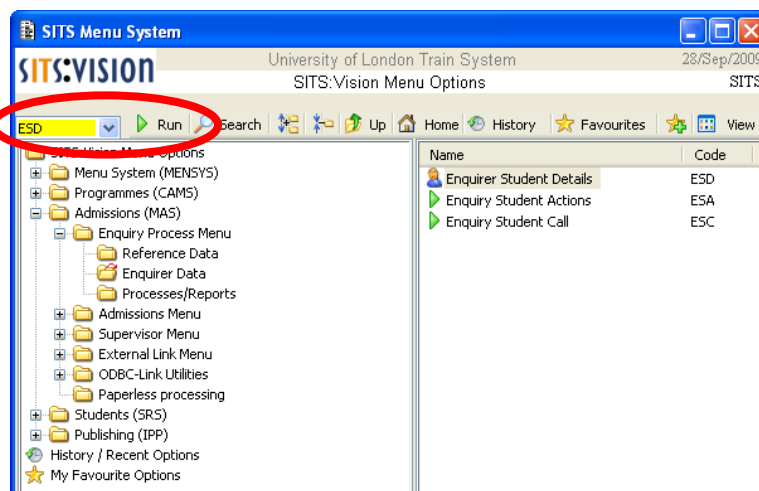 SITS Menu System
SITS:VISION
University of London Train System
28/Sep/2009
SITS:Vision Menu Options
SITS
ESD Run Search Up Home History Favourites View
SITS:Vision Menu Options
Menu System (MENSYS)
Programmes (CAMS)
Admissions (MAS)
Enquiry Process Menu
Reference Data
Enquirer Data
Processes/Reports
Admissions Menu
Supervisor Menu
External Link Menu
ODBC-Link Utilities
Paperless processing
Students (SRS)
Publishing (IPP)
History / Recent Options
My Favourite Options
Name Code
Enquirer Student Details ESD
Enquiry Student Actions ESA
Enquiry Student Call ESC